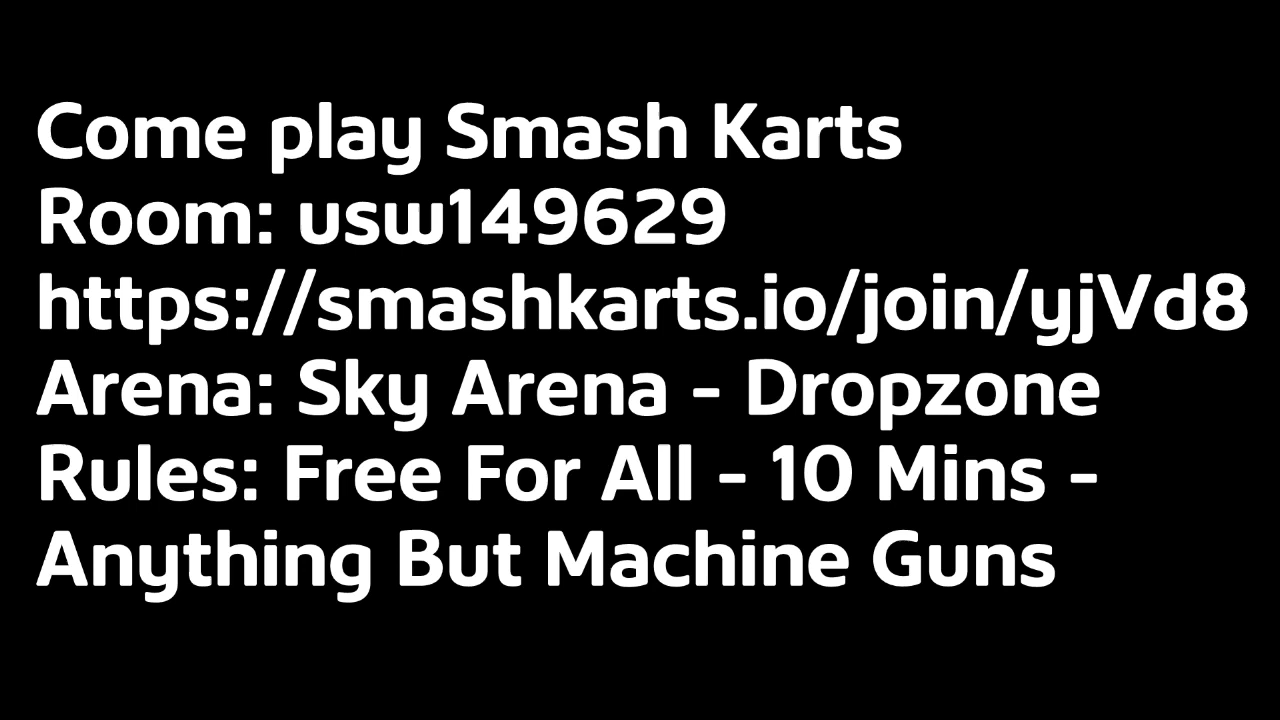 Come play Smash Karts
Room: usw149629
https://smashkarts.io/join/yjVd8
Arena: Sky Arena - Dropzone
Rules: Free For All - 10 Mins -
Anything But Machine Guns